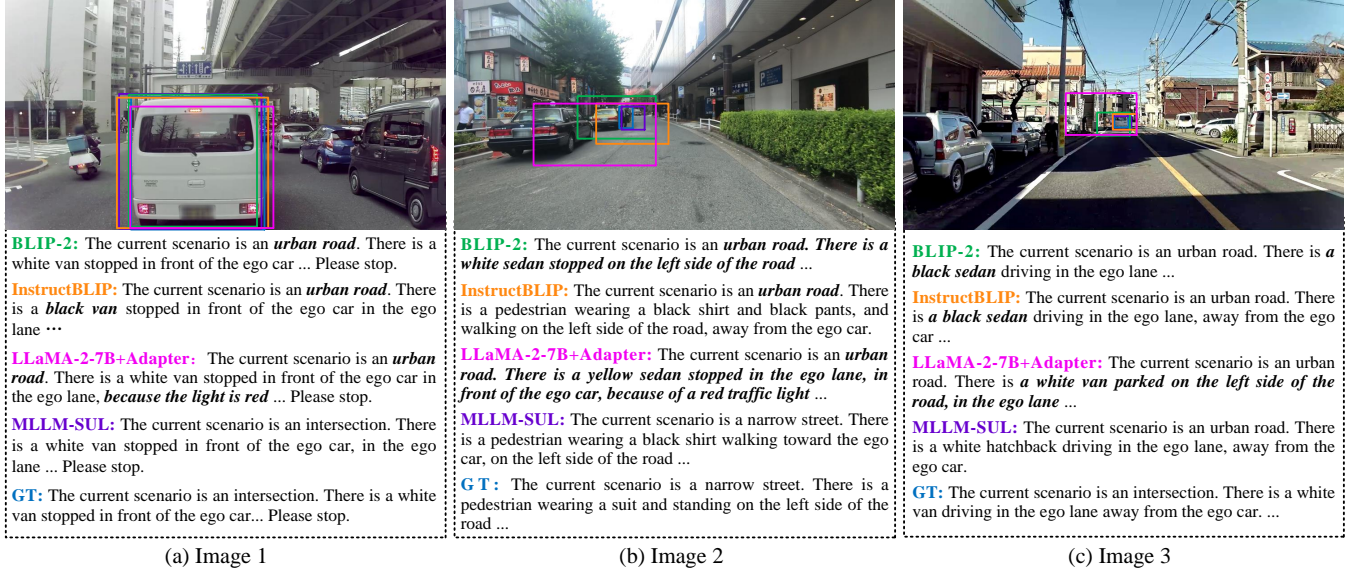 BLIP-2: The current scenario is an urban road. There is a
white van stopped in front of the ego car ... Please stop.
InstructBLIP: The current scenario is an urban road. There
is a black van stopped in front of the ego car in the ego
lane ···
LLaMA-2-7B+Adapter: The current scenario is an urban
road. There is a white van stopped in front of the ego car in
the ego lane, because the light is red ... Please stop.
MLLM-SUL: The current scenario is an intersection. There
is a white van stopped in front of the ego car, in the ego
lane ... Please stop.
GT: The current scenario is an intersection. There is a white
van stopped in front of the ego car... Please stop.
(a) Image 1
BLIP-2: The current scenario is an urban road. There is a
white sedan stopped on the left side of the road ...
InstructBLIP: The current scenario is an urban road. There
is a pedestrian wearing a black shirt and black pants, and
walking on the left side of the road, away from the ego car.
LLaMA-2-7B+Adapter: The current scenario is an urban
road. There is a yellow sedan stopped in the ego lane, in
front of the ego car, because of a red traffic light ...
MLLM-SUL: The current scenario is a narrow street. There
is a pedestrian wearing a black shirt walking toward the ego
car, on the left side of the road ...
GT: The current scenario is a narrow street. There is a
pedestrian wearing a suit and standing on the left side of the
road ...
(b) Image 2
BLIP-2: The current scenario is an urban road. There is a
black sedan driving in the ego lane ...
InstructBLIP: The current scenario is an urban road. There
is a black sedan driving in the ego lane, away from the ego
car ...
LLaMA-2-7B+Adapter: The current scenario is an urban
road. There is a white van parked on the left side of the
road, in the ego lane ...
MLLM-SUL: The current scenario is an urban road. There
is a white hatchback driving in the ego lane, away from the
ego car.
GT: The current scenario is an intersection. There is a white
van driving in the ego lane away from the ego car. ...
(c) Image 3